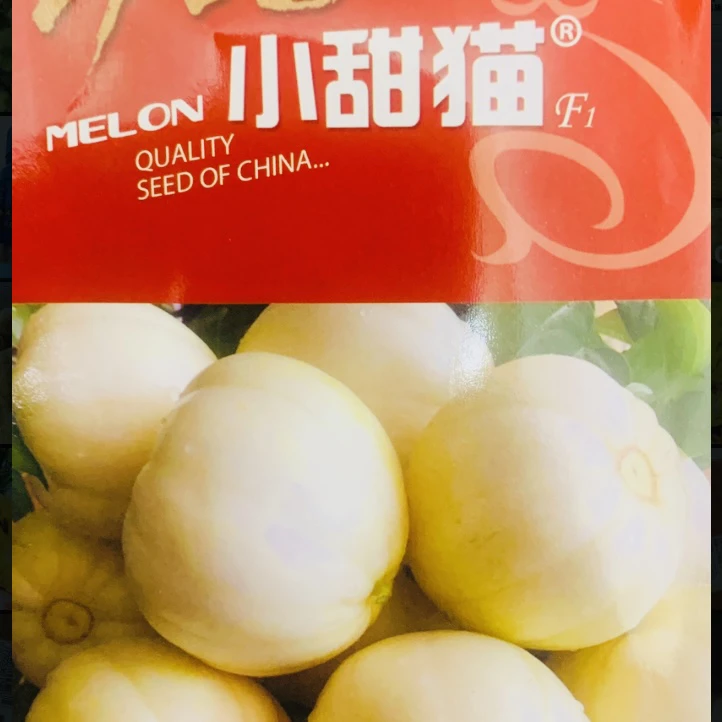 小甜猫® F1
MELON
QUALITY
SEED OF CHINA...